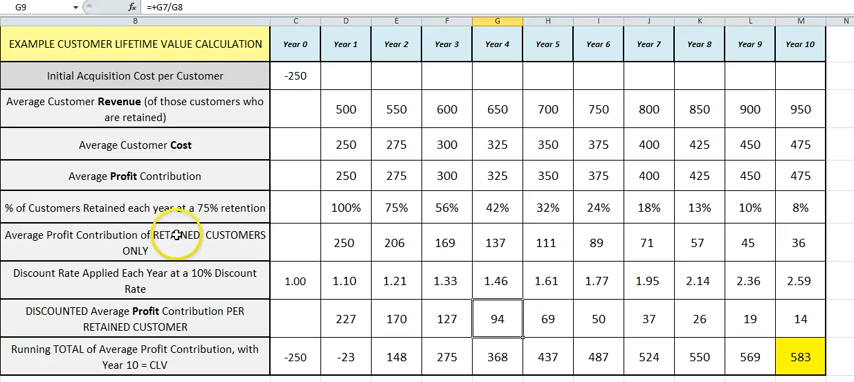 G9 fx =+G7/G8
B C D E F G H I J K L M
EXAMPLE CUSTOMER LIFETIME VALUE CALCULATION Year 0 Year 1 Year 2 Year 3 Year 4 Year 5 Year 6 Year 7 Year 8 Year 9 Year 10
Initial Acquisition Cost per Customer -250
Average Customer Revenue (of those customers who
are retained) 500 550 600 650 700 750 800 850 900 950
Average Customer Cost 250 275 300 325 350 375 400 425 450 475
Average Profit Contribution 250 275 300 325 350 375 400 425 450 475
% of Customers Retained each year at a 75% retention 100% 75% 56% 42% 32% 24% 18% 13% 10% 8%
Average Profit Contribution of RETAINED CUSTOMERS
ONLY 250 206 169 137 111 89 71 57 45 36
Discount Rate Applied Each Year at a 10% Discount
Rate 1.00 1.10 1.21 1.33 1.46 1.61 1.77 1.95 2.14 2.36 2.59
DISCOUNTED Average Profit Contribution PER
RETAINED CUSTOMER 227 170 127 94 69 50 37 26 19 14
Running TOTAL of Average Profit Contribution, with
Year 10 = CLV -250 -23 148 275 368 437 487 524 550 569 583